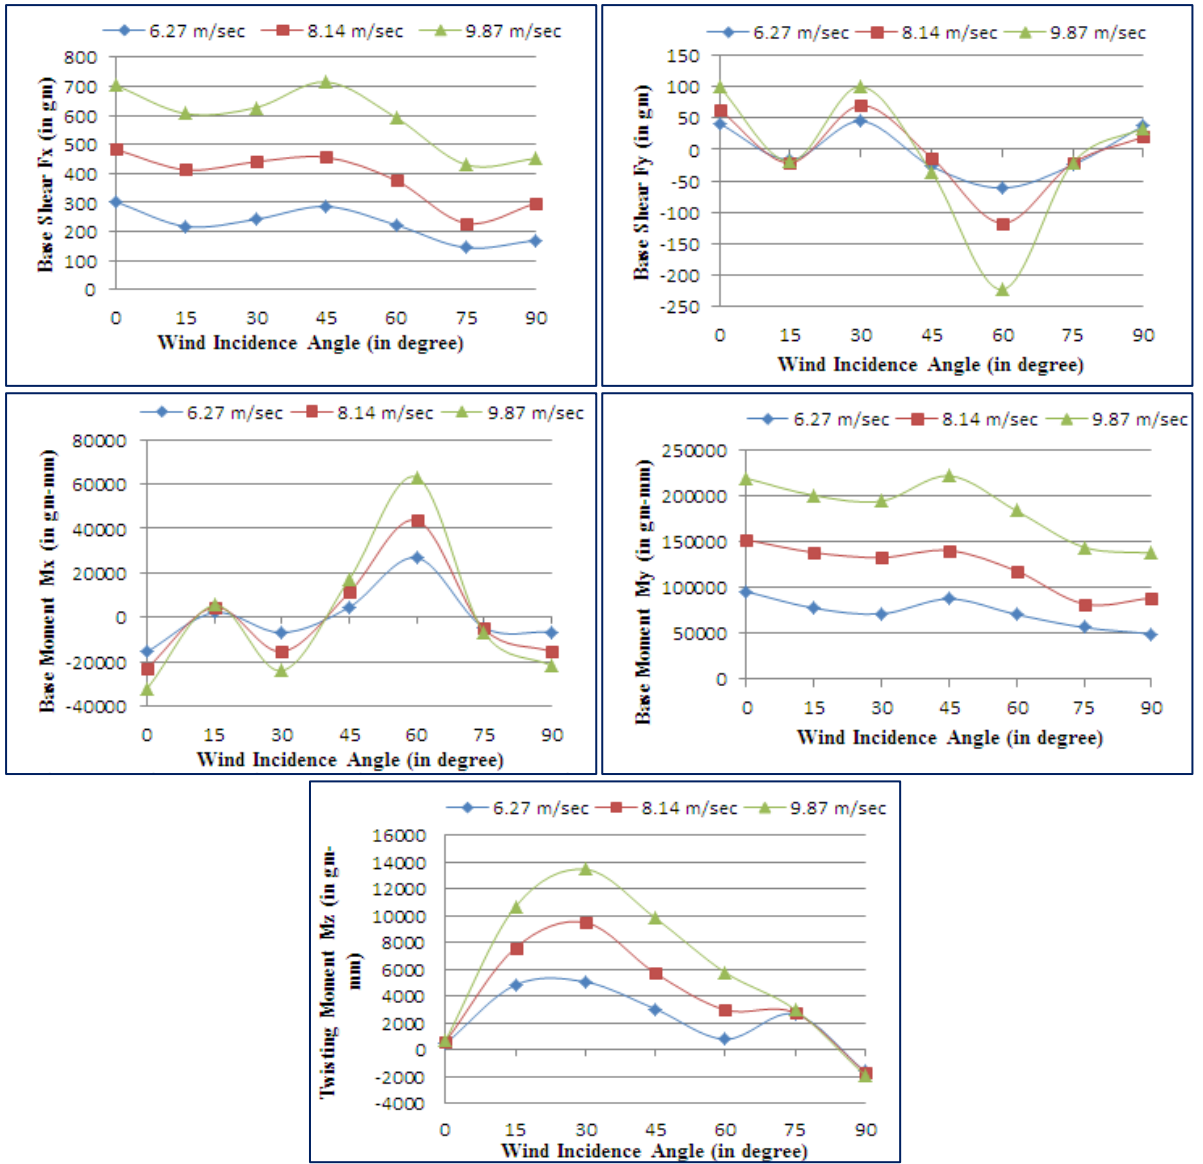 6.27 m/sec 8.14 m/sec 9.87 m/sec
800
700
600
500
400
300
200
100
0
Base Shear Fx (in gm)
0 15 30 45 60 75 90
Wind Incidence Angle (in degree)
6.27 m/sec 8.14 m/sec 9.87 m/sec
150
100
50
0
-50
-100
-150
-200
-250
Base Shear Fy (in gm)
0 15 30 45 60 75 90
Wind Incidence Angle (in degree)
6.27 m/sec 8.14 m/sec 9.87 m/sec
80000
60000
40000
20000
0
-20000
-40000
Base Moment Mx (in gm-mm)
0 15 30 45 60 75 90
Wind Incidence Angle (in degree)
6.27 m/sec 8.14 m/sec 9.87 m/sec
250000
200000
150000
100000
50000
0
Base Moment My (in gm-mm)
0 15 30 45 60 75 90
Wind Incidence Angle (in degree)
6.27 m/sec 8.14 m/sec 9.87 m/sec
16000
14000
12000
10000
8000
6000
4000
2000
0
-2000
-4000
Twisting Moment Mz (in gm-
mm)
0 15 30 45 60 75 90
Wind Incidence Angle (in degree)